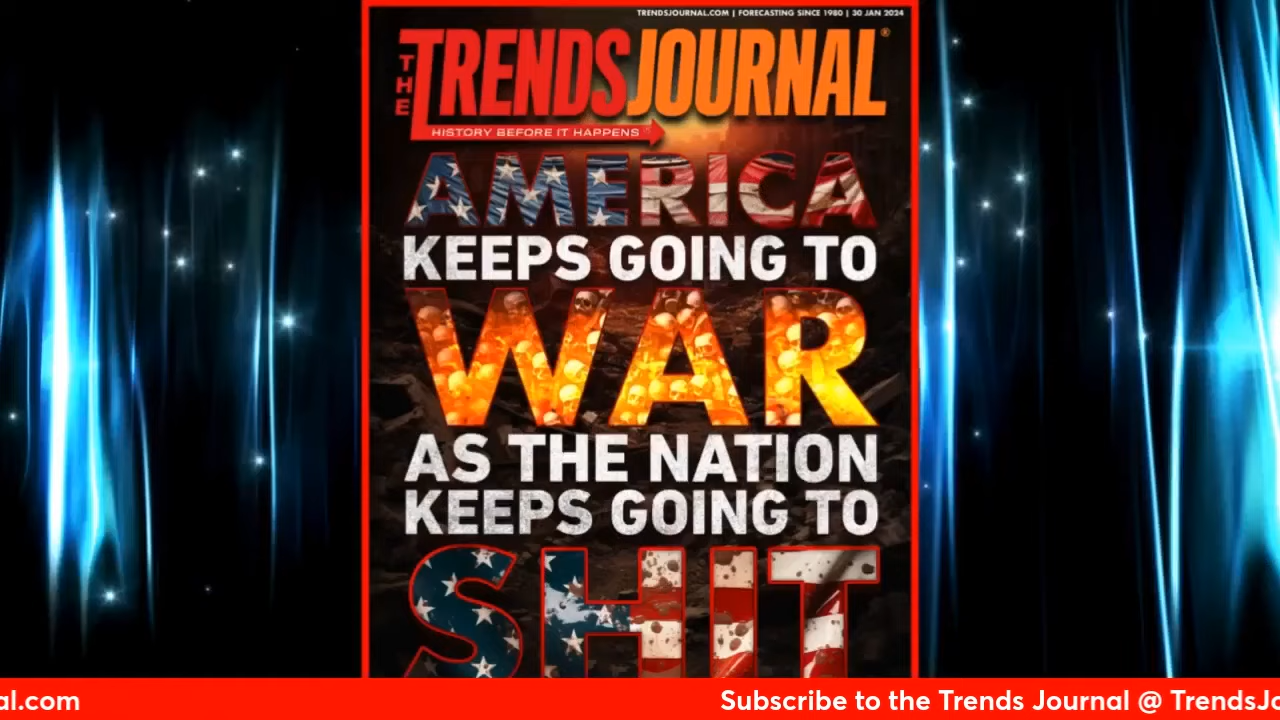 TRENDSJOURNAL.COM | FORECASTING SINCE 1980 | 30 JAN 2024
THE TRENDS JOURNAL®
HISTORY BEFORE IT HAPPENS
AMERICA
KEEPS GOING TO
WAR
AS THE NATION
KEEPS GOING TO
SHIT
al.com Subscribe to the Trends Journal @ TrendsJo